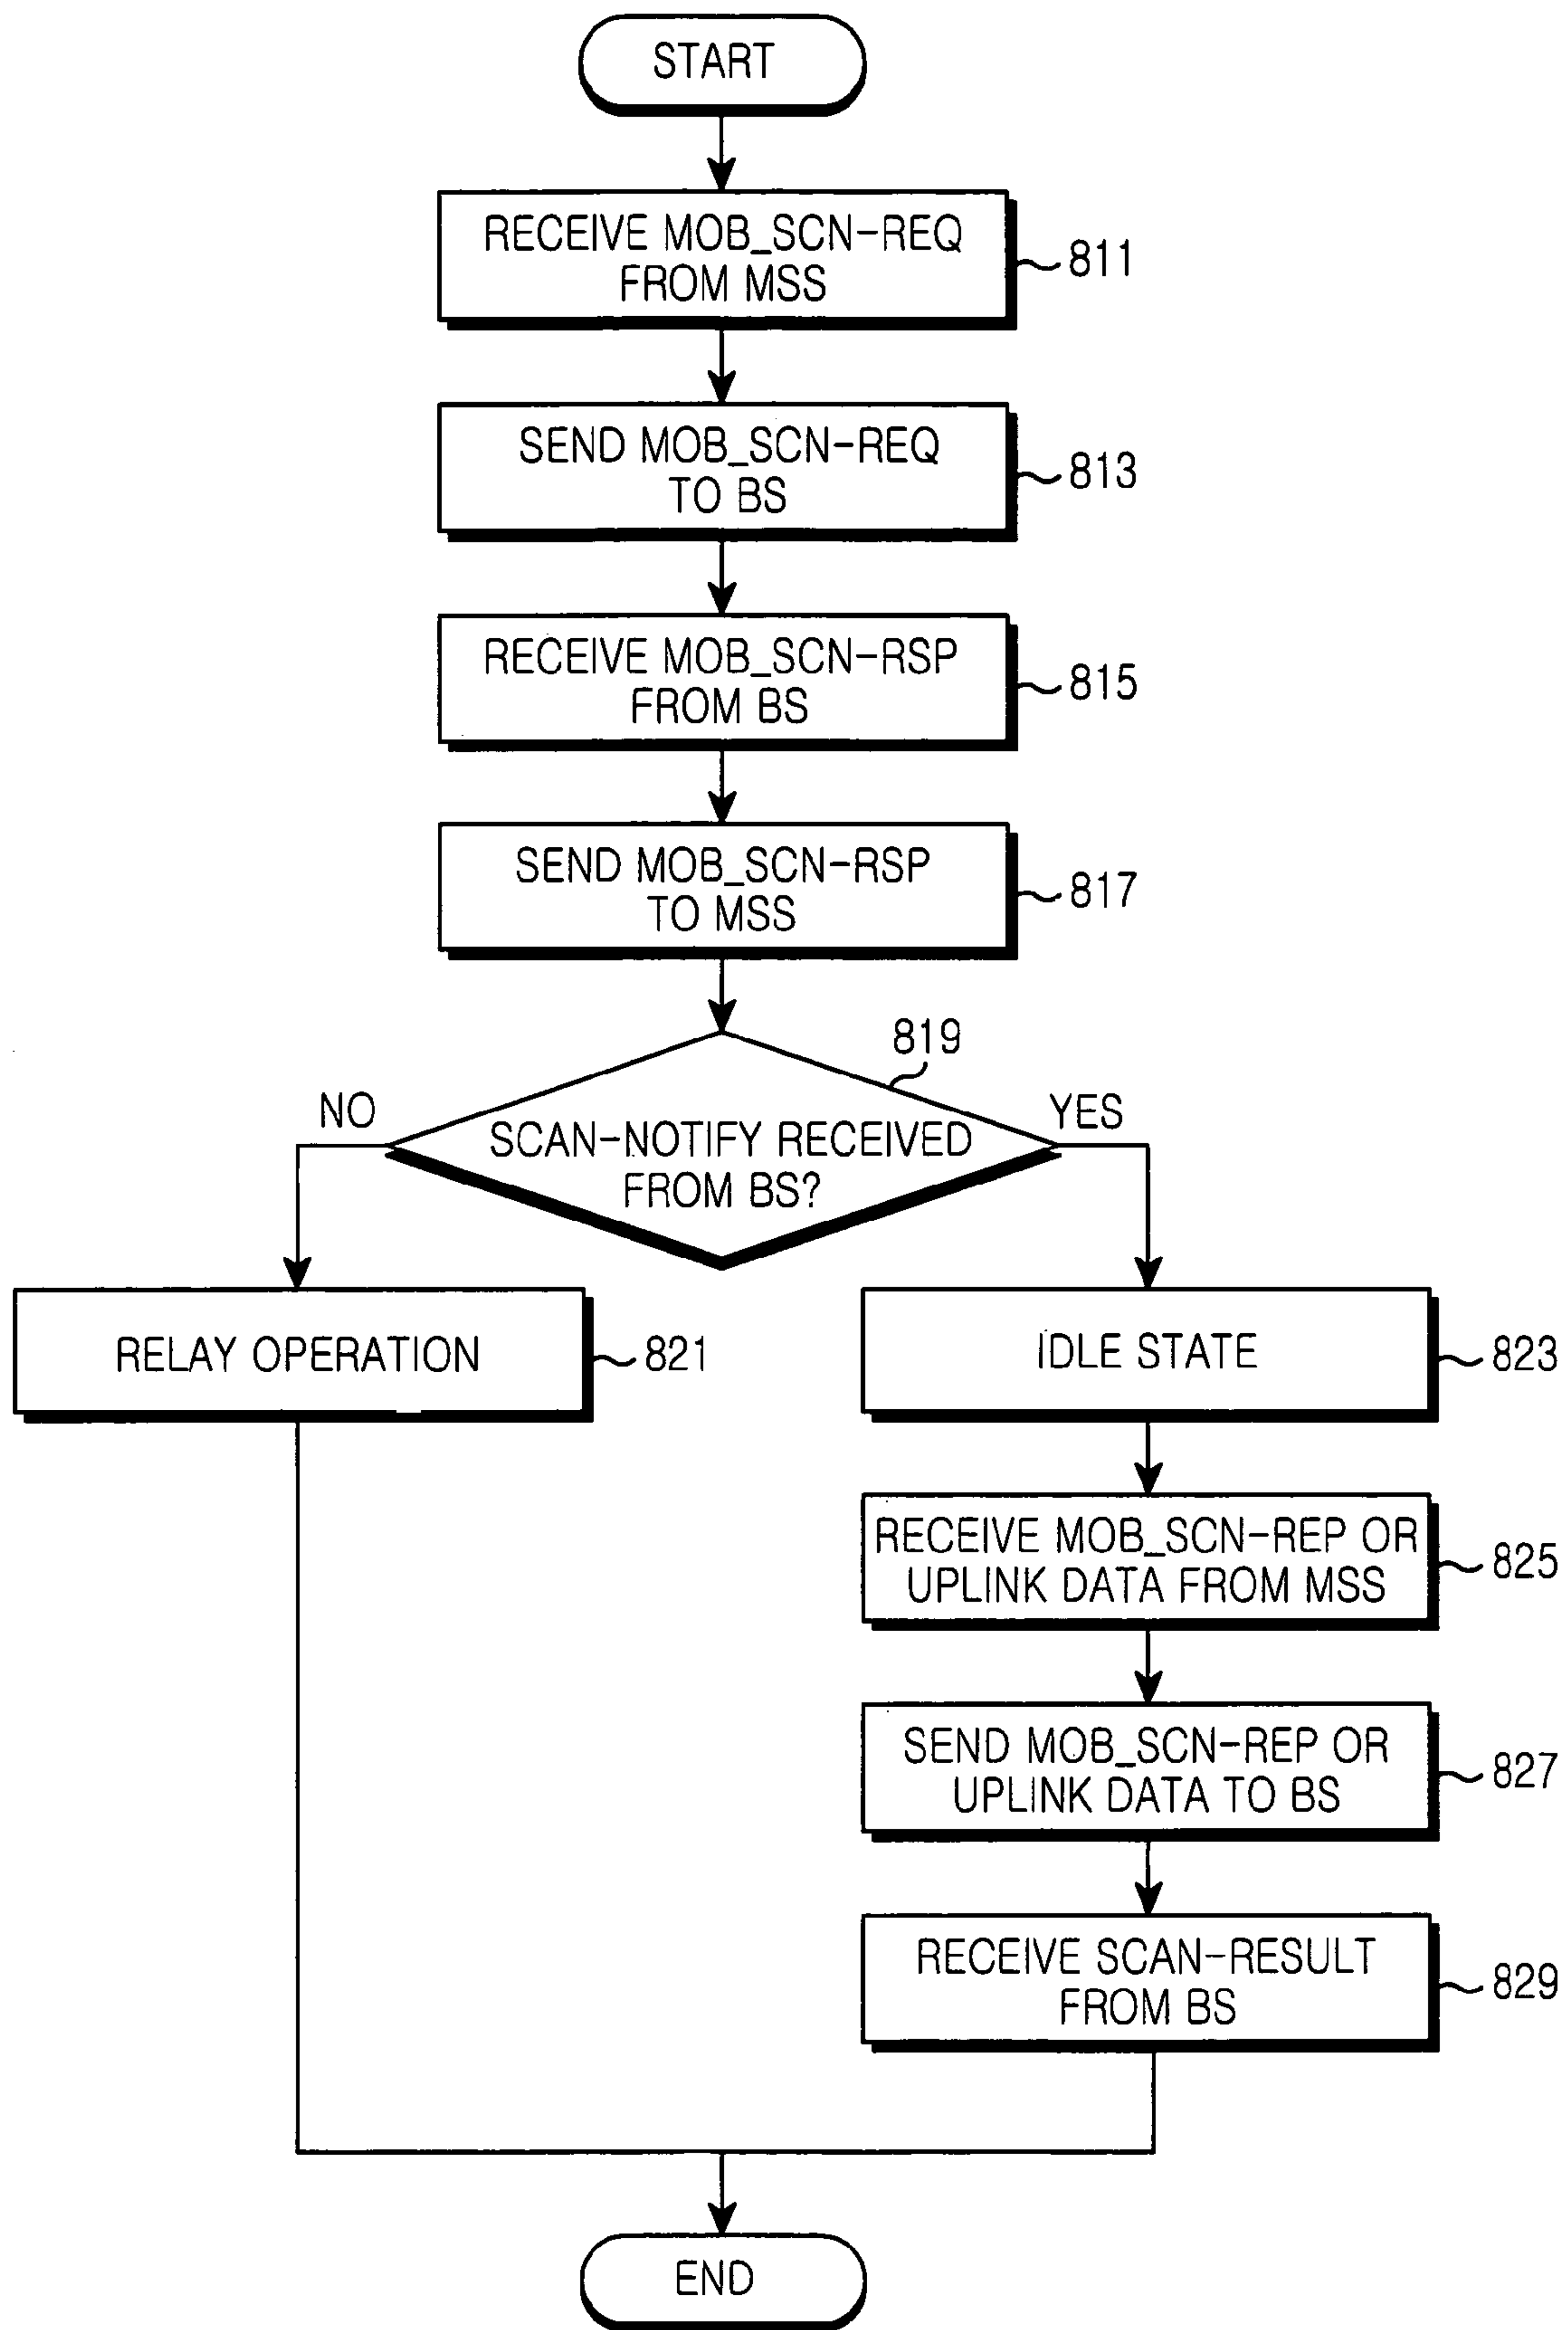 START
RECEIVE MOB_SCN-REQ
FROM MSS
811
SEND MOB_SCN-REQ
TO BS
813
RECEIVE MOB_SCN-RSP
FROM BS
815
SEND MOB_SCN-RSP
TO MSS
817
819
NO
YES
SCAN-NOTIFY RECEIVED
FROM BS?
RELAY OPERATION
821
IDLE STATE
823
RECEIVE MOB_SCN-REP OR
UPLINK DATA FROM MSS
825
SEND MOB_SCN-REP OR
UPLINK DATA TO BS
827
RECEIVE SCAN-RESULT
FROM BS
829
END